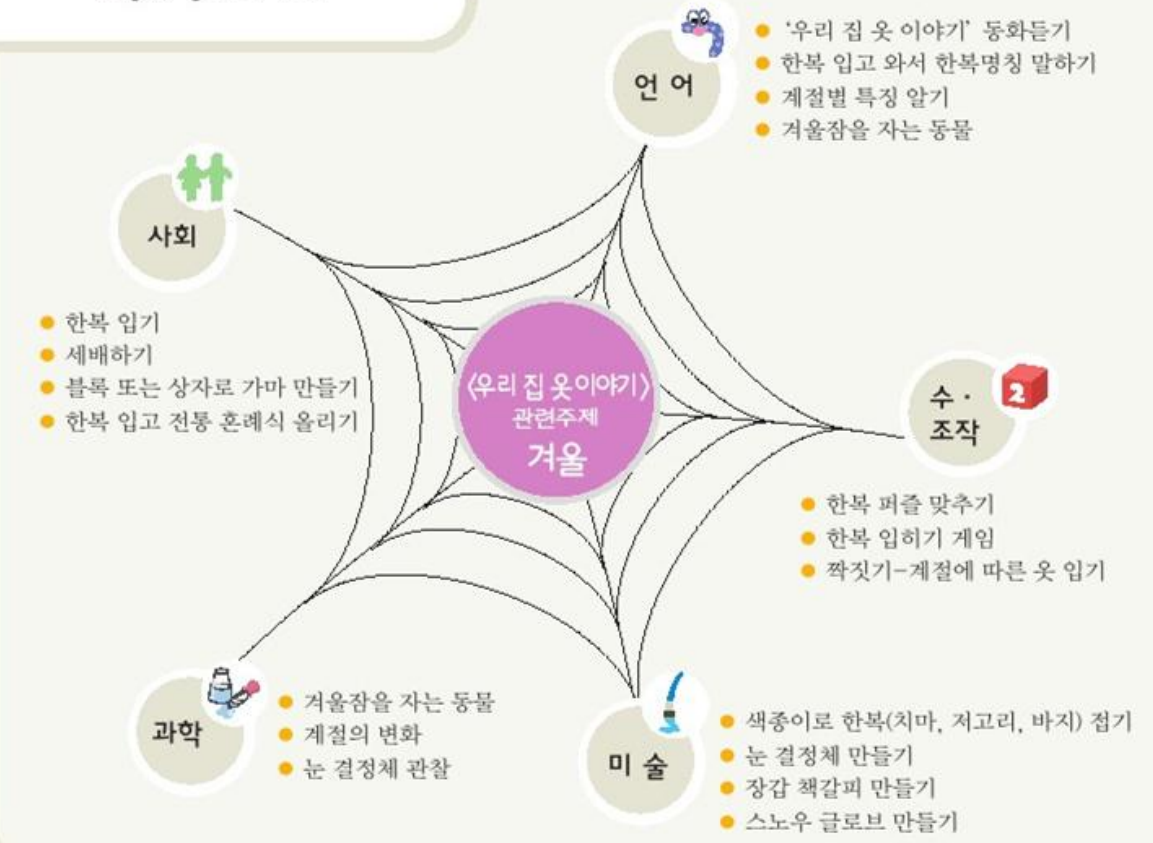 언 어
‘우리 집 옷 이야기’ 동화듣기
한복 입고 와서 한복명칭 말하기
계절별 특징 알기
겨울잠을 자는 동물
사회
한복 입기
세배하기
블록 또는 상자로 가마 만들기
한복 입고 전통 혼례식 올리기
〈우리 집 옷이야기〉
관련주제
겨울
수 ·
조작
2
한복 퍼즐 맞추기
한복 입히기 게임
짝짓기-계절에 따른 옷 입기
과학
겨울잠을 자는 동물
계절의 변화
눈 결정체 관찰
미 술
색종이로 한복(치마, 저고리, 바지) 접기
눈 결정체 만들기
장갑 책갈피 만들기
스노우 글로브 만들기